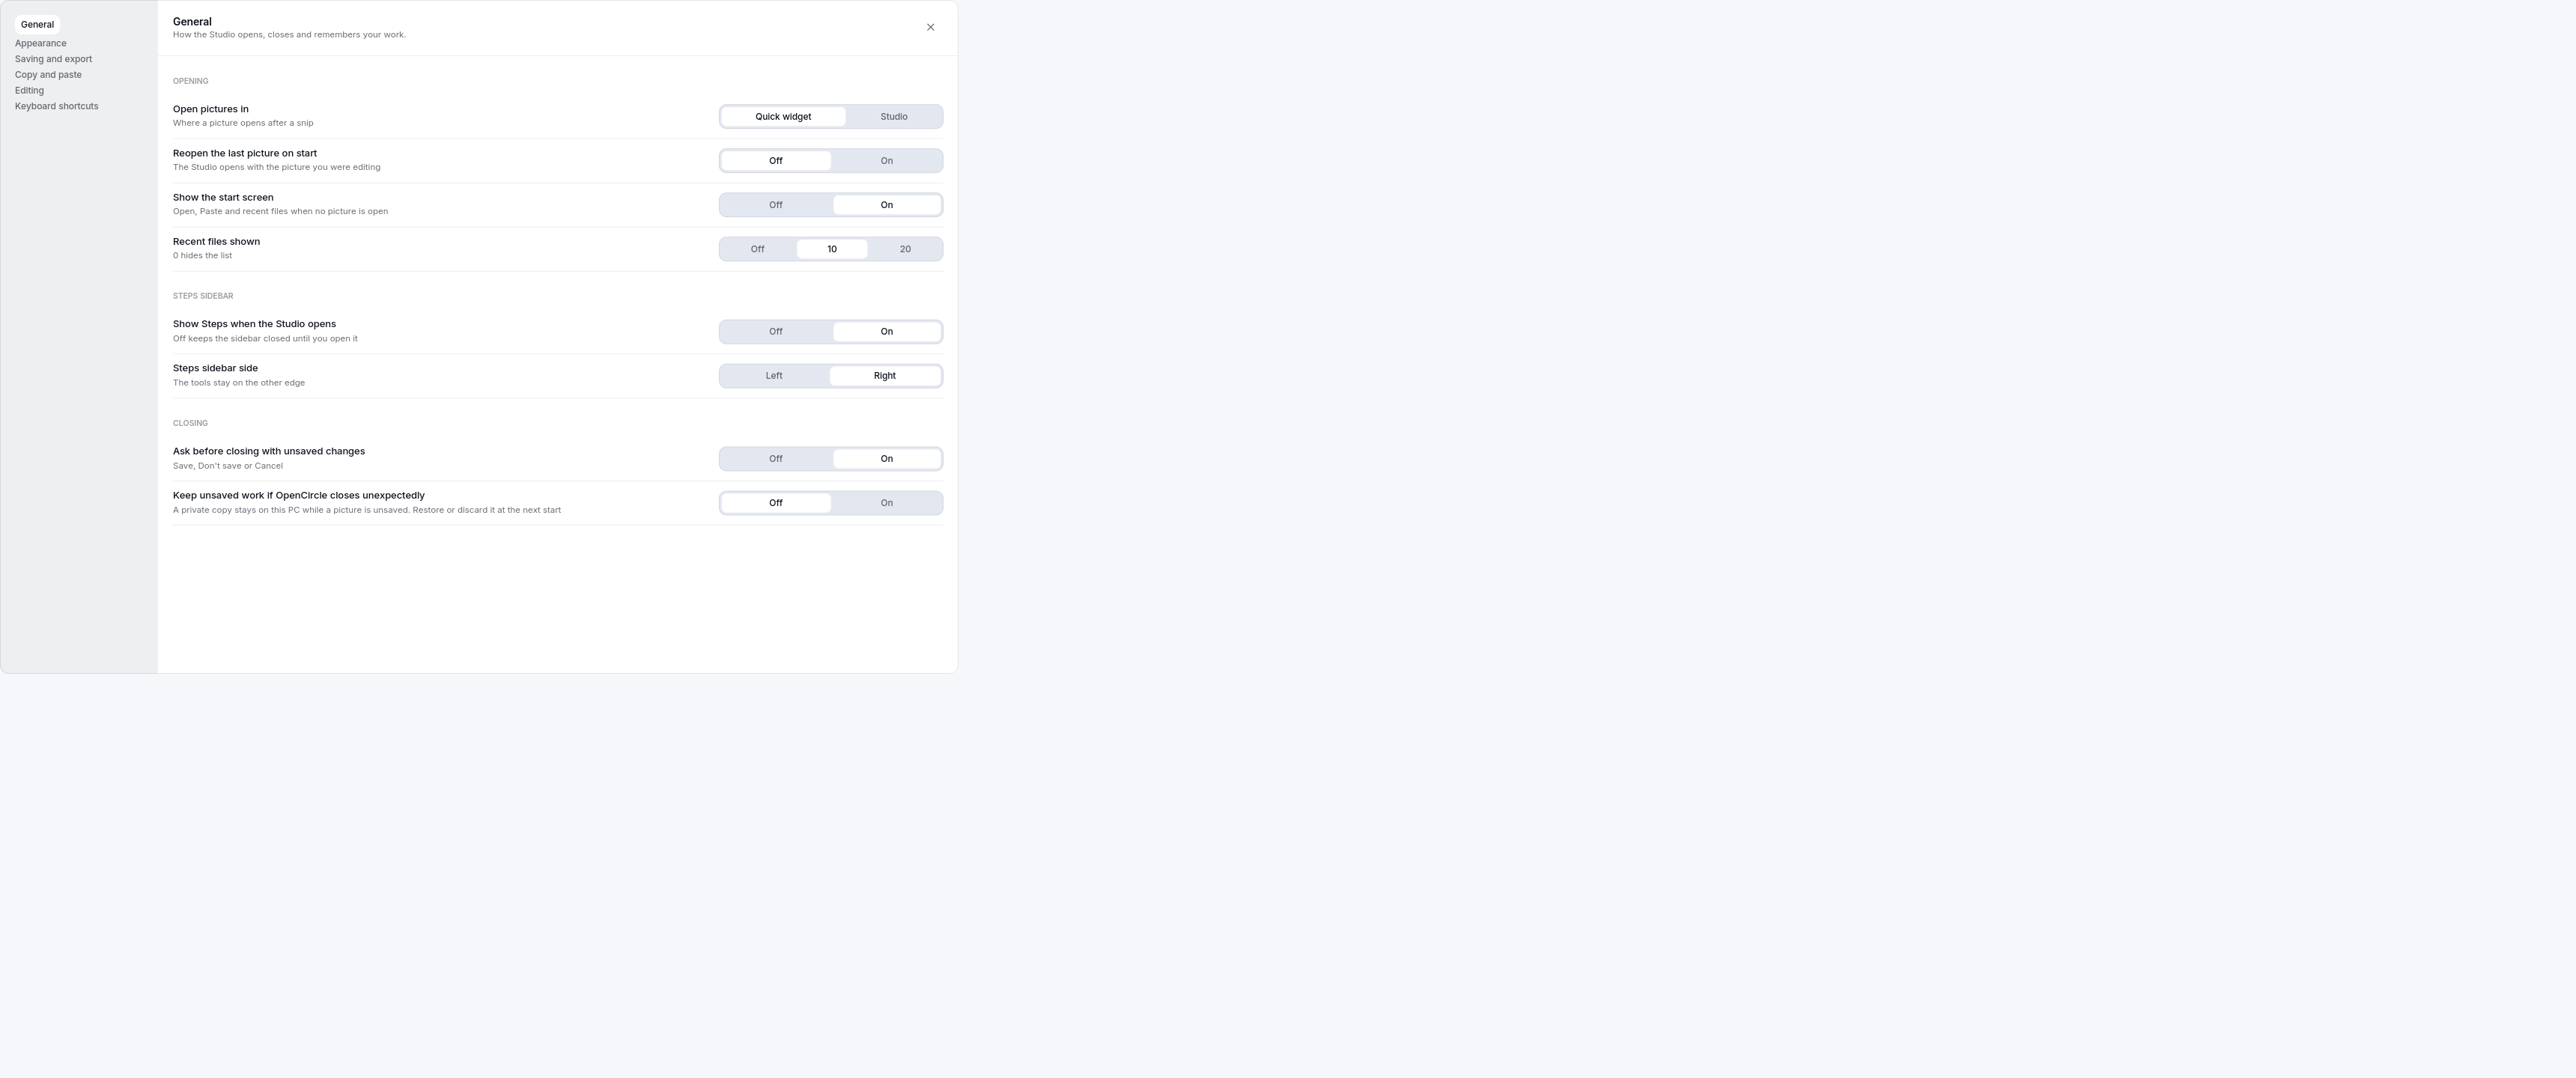 General
Appearance
Saving and export
Copy and paste
Editing
Keyboard shortcuts
General
How the Studio opens, closes and remembers your work.
OPENING
Open pictures in
Where a picture opens after a snip
Quick widget Studio
Reopen the last picture on start
The Studio opens with the picture you were editing
Off On
Show the start screen
Open, Paste and recent files when no picture is open
Off On
Recent files shown
0 hides the list
Off 10 20
STEPS SIDEBAR
Show Steps when the Studio opens
Off keeps the sidebar closed until you open it
Off On
Steps sidebar side
The tools stay on the other edge
Left Right
CLOSING
Ask before closing with unsaved changes
Save, Don't save or Cancel
Off On
Keep unsaved work if OpenCircle closes unexpectedly
A private copy stays on this PC while a picture is unsaved. Restore or discard it at the next start
Off On